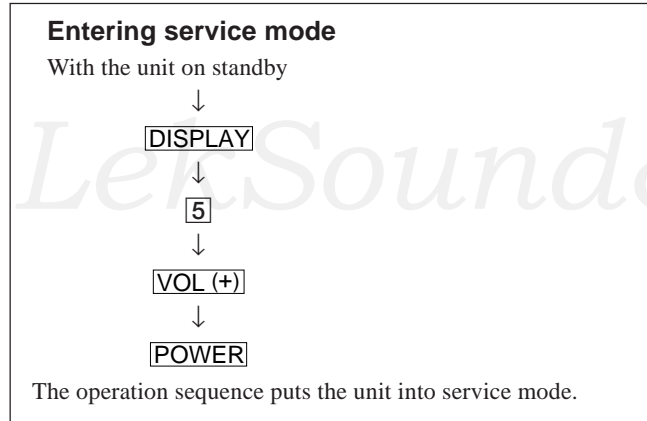 Entering service mode
With the unit on standby
↓
DISPLAY
↓
5
↓
VOL (+)
↓
POWER
The operation sequence puts the unit into service mode.
LekSound